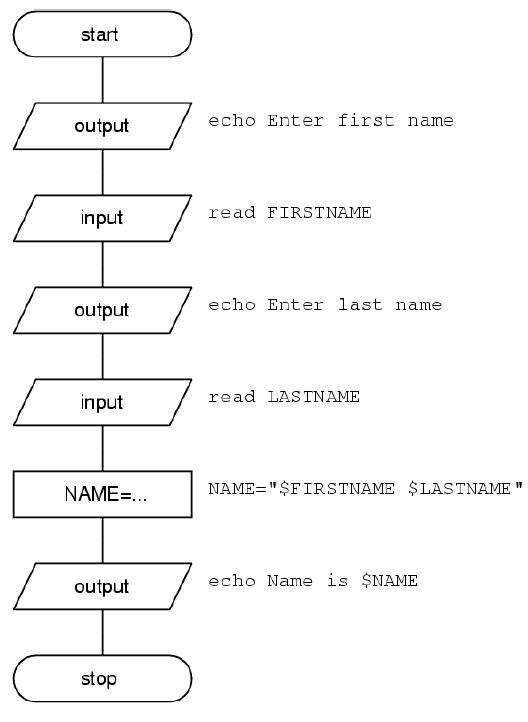 start
output echo Enter first name
input read FIRSTNAME
output echo Enter last name
input read LASTNAME
NAME=... NAME="$FIRSTNAME $LASTNAME"
output echo Name is $NAME
stop